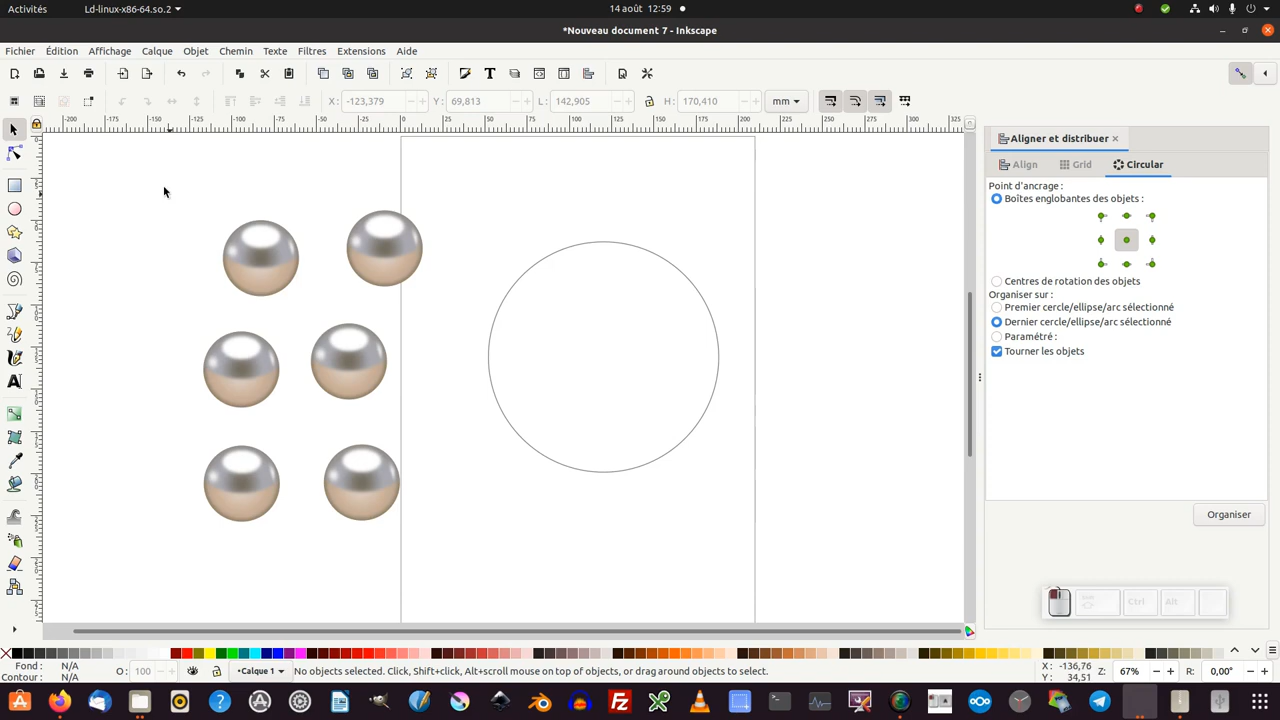 Activités
Ld-linux-x86-64.so.2
14 août 12:59
*Nouveau document 7 - Inkscape
Fichier Édition Affichage Calque Objet Chemin Texte Filtres Extensions Aide
X: -123,379 Y: 69,813 L: 142,905 H: 170,410 mm
Aligner et distribuer
Align Grid Circular
Point d'ancrage :
Boîtes englobantes des objets :
Centres de rotation des objets
Organiser sur :
Premier cercle/ellipse/arc sélectionné
Dernier cercle/ellipse/arc sélectionné
Paramétré :
Tourner les objets
Organiser
Ctrl Alt
Fond : N/A
Contour : N/A
O: 100
•Calque 1
No objects selected. Click, Shift+click, Alt+scroll mouse on top of objects, or drag around objects to select.
X : -136,76
Y : 34,51
Z: 67%
R: 0,00°